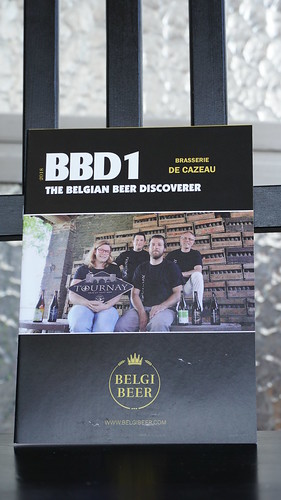 2018
BBD1
THE BELGIAN BEER DISCOVERER
BRASSERIE
DE CAZEAU
TOURNAY
BELGI
BEER
WWW.BELGIBEER.COM